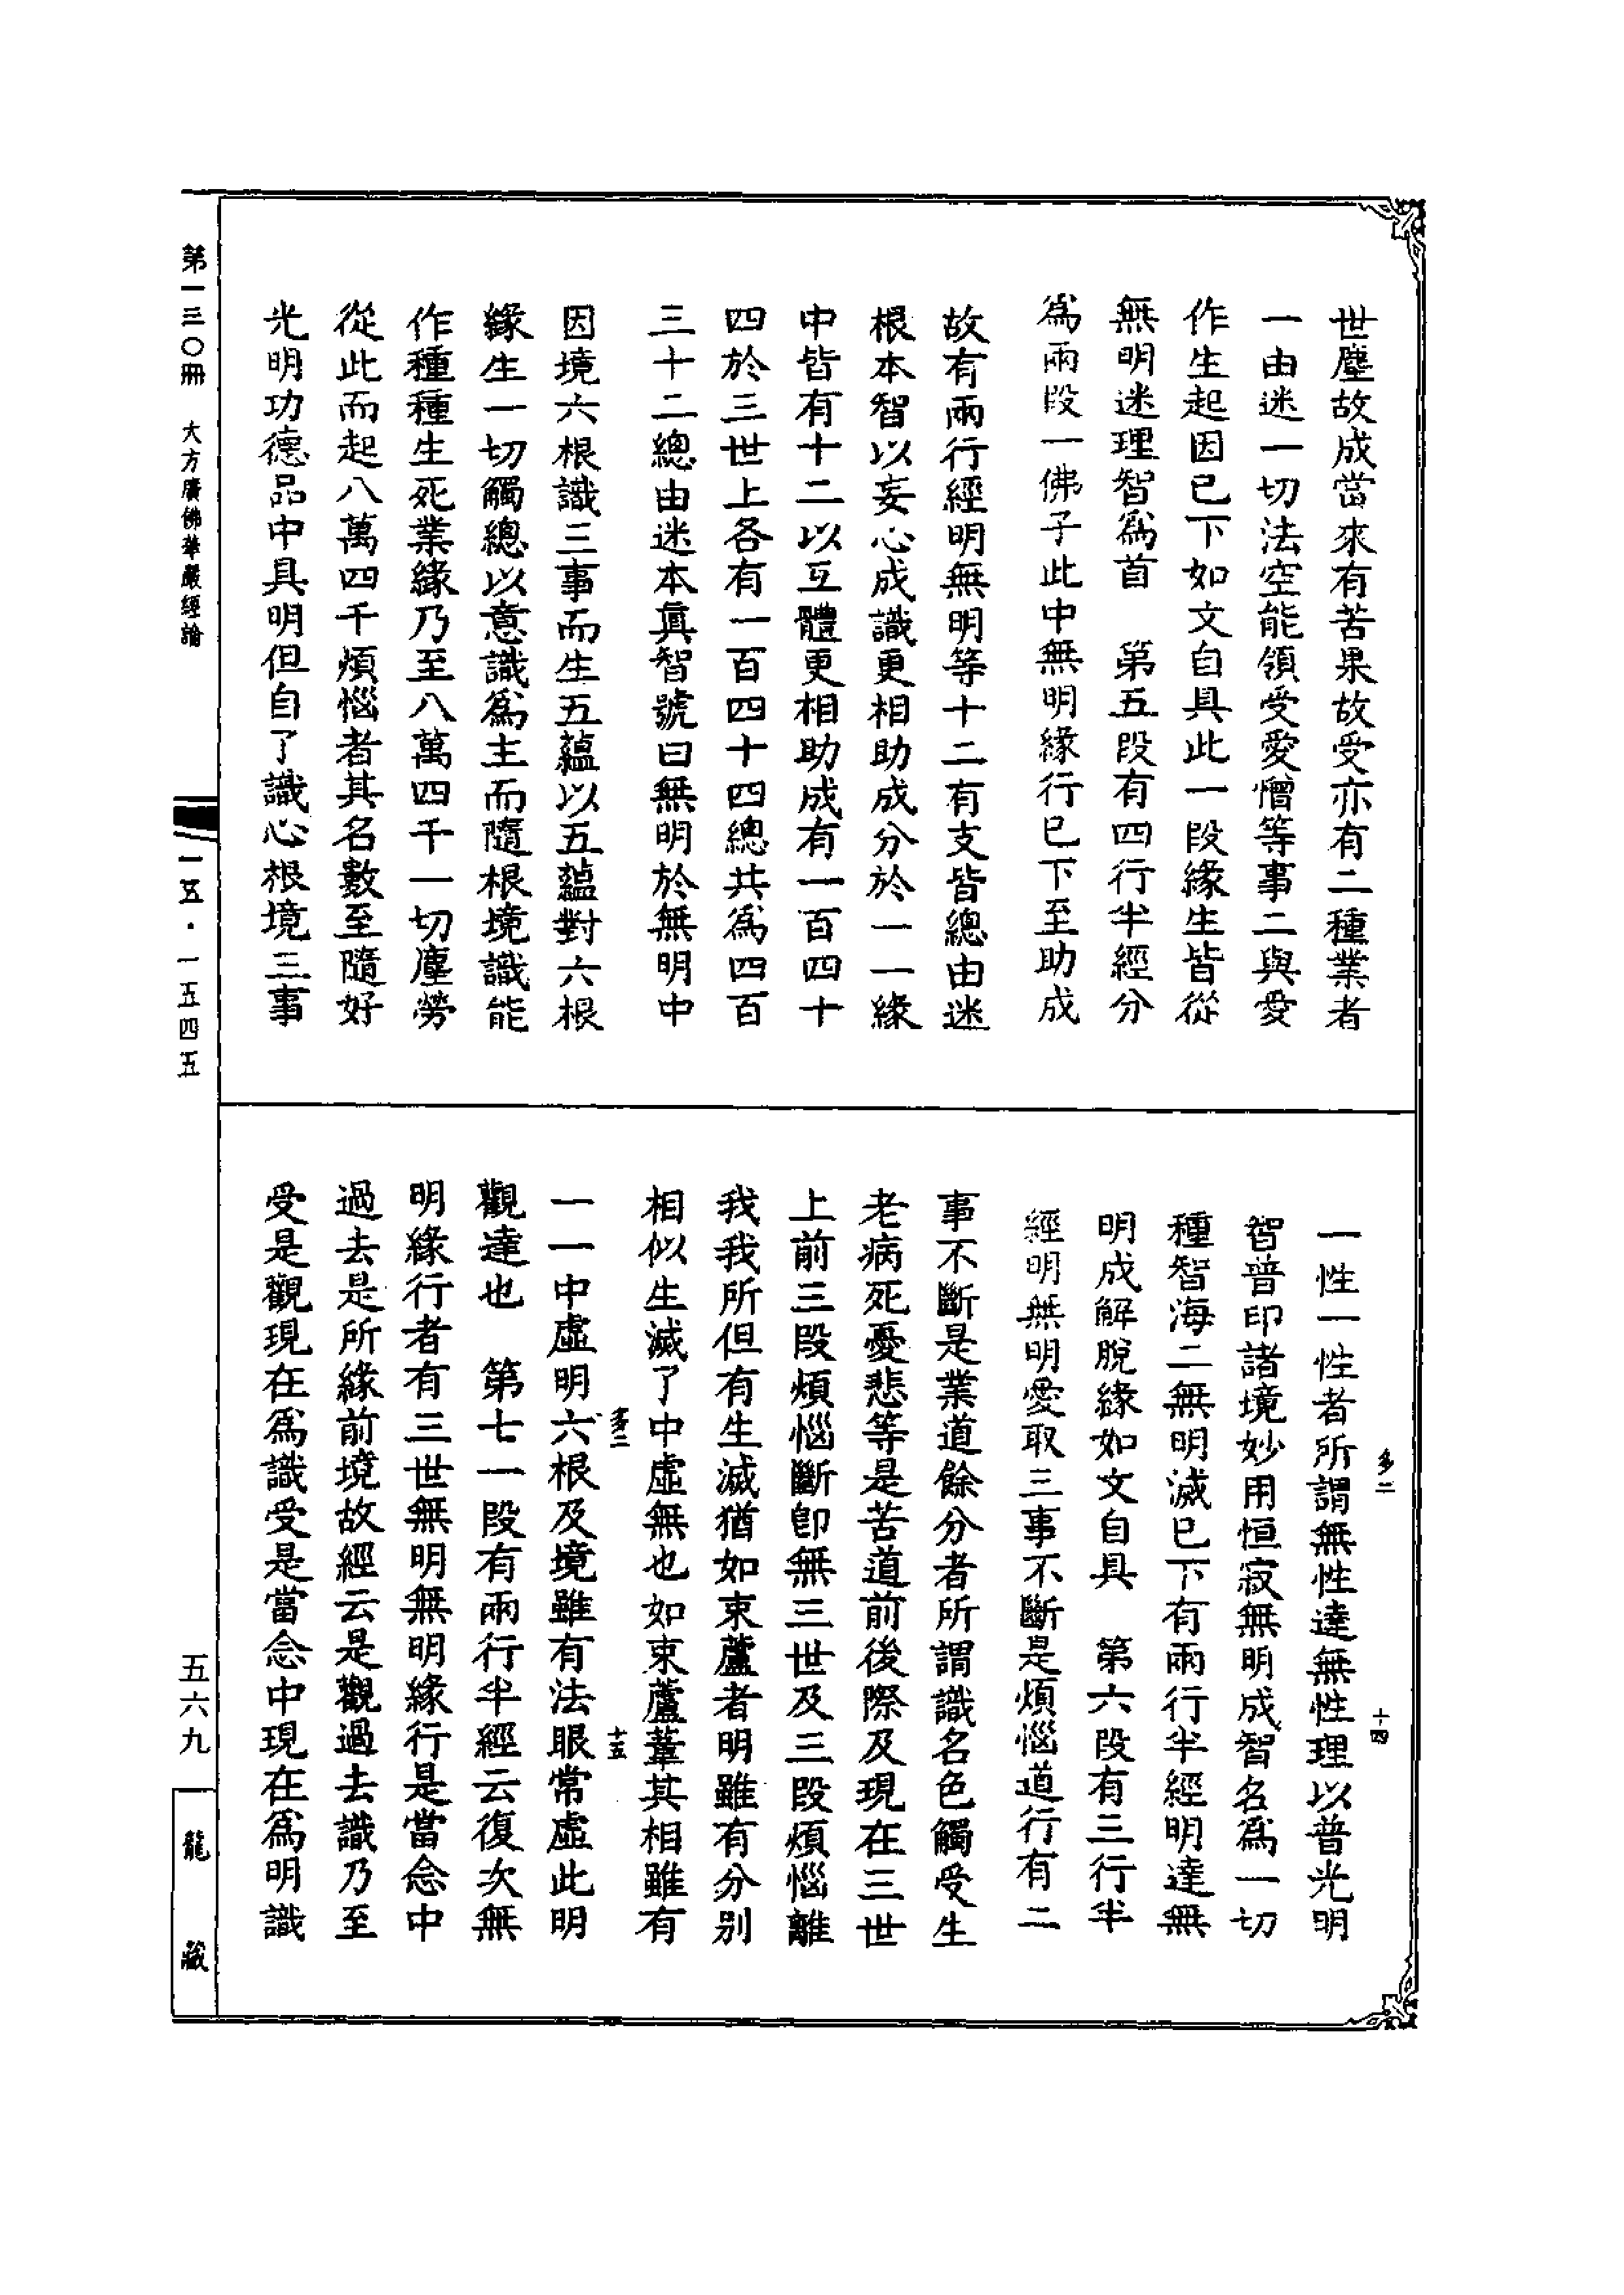 世塵故成當來有苦果故受亦有二種業者
一由迷一切法空能領受愛憎等事二與愛
作生起因已下如文自具此一段緣生皆從
無明迷理智爲首　第五段有四行半經分
爲兩段一佛子此中無明緣行已下至助成
故有兩行經明無明等十二有支皆總由迷
根本智以妄心成識更相助成分於一一緣
中皆有十二以互體更相助成有一百四十
四於三世上各有一百四十四總共爲四百
三十二總由迷本眞智號曰無明於無明中
因境六根識三事而生五蘊以五蘊對六根
緣生一切觸總以意識爲主而隨根境識能
作種種生死業緣乃至八萬四千一切塵勞
從此而起八萬四千煩惱者其名數至隨好
光明功德品中具明但自了識心根境三事
一性一性者所謂無性達無性理以普光明
智普印諸境妙用恒寂無明成智名爲一切
種智海二無明滅已下有兩行半經明達無
明成解脫緣如文自具　第六段有三行半
經明無明愛取三事不斷是煩惱道行有二
事不斷是業道餘分者所謂識名色觸受生
老病死憂悲等是苦道前後際及現在三世
上前三段煩惱斷卽無三世及三段煩惱離
我我所但有生滅猶如束蘆者明雖有分別
相似生滅了中虛無也如束蘆葦其相雖有
一一中虛明六根及境雖有法眼常虛此明
觀達也　第七一段有兩行半經云復次無
明緣行者有三世無明無明緣行是當念中
過去是所緣前境故經云是觀過去識乃至
受是觀現在爲識受是當念中現在爲明識
多二
十四
多二
十五
第一三〇冊　大方廣佛華嚴經論
一五·一五四五
五六九
龍藏